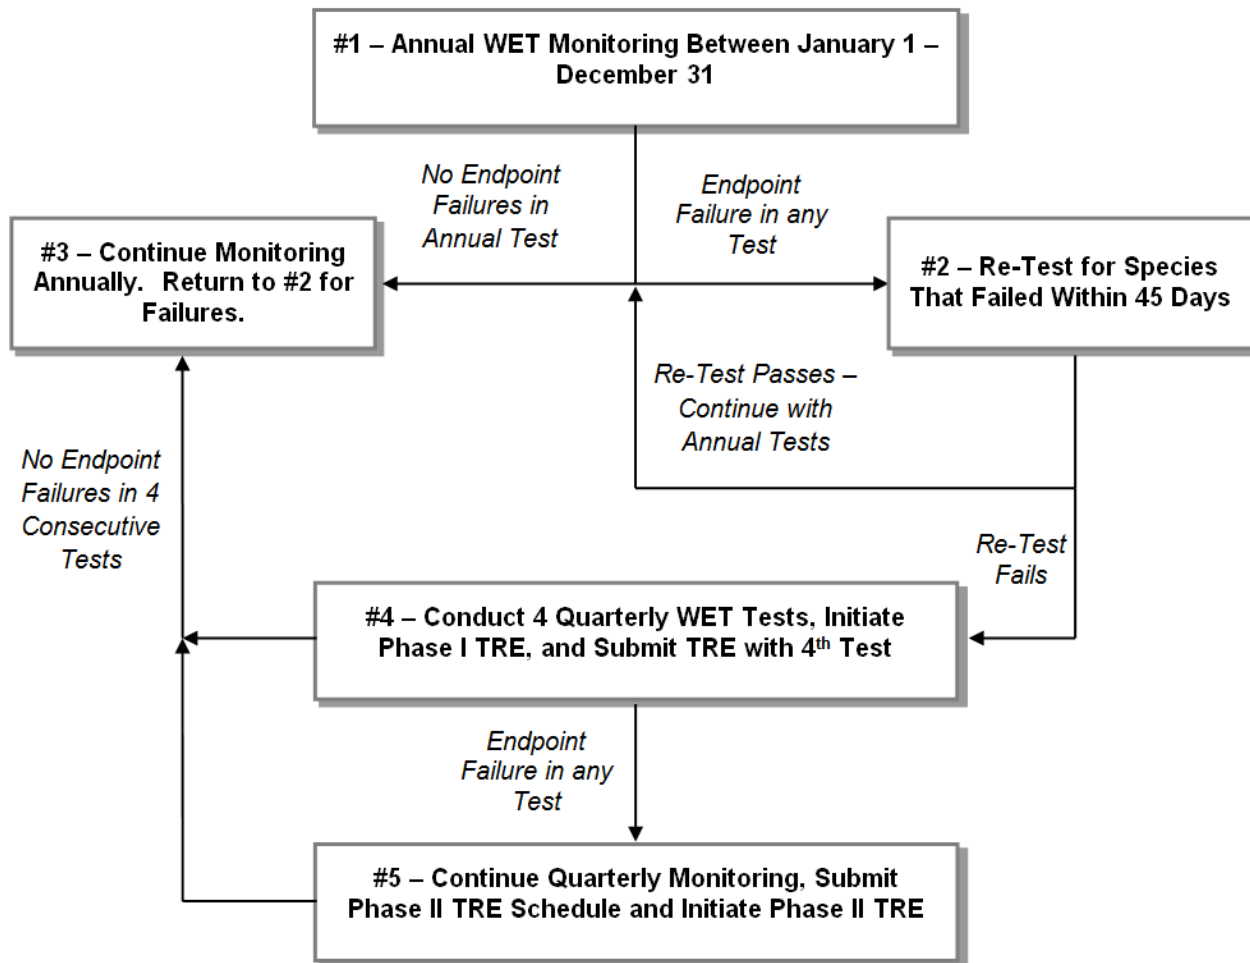 #1 – Annual WET Monitoring Between January 1 –
December 31
No Endpoint
Failures in
Annual Test
Endpoint
Failure in any
Test
#3 – Continue Monitoring
Annually.  Return to #2 for
Failures.
#2 – Re-Test for Species
That Failed Within 45 Days
Re-Test Passes –
Continue with
Annual Tests
No Endpoint
Failures in 4
Consecutive
Tests
Re-Test
Fails
#4 – Conduct 4 Quarterly WET Tests, Initiate
Phase I TRE, and Submit TRE with 4th Test
Endpoint
Failure in any
Test
#5 – Continue Quarterly Monitoring, Submit
Phase II TRE Schedule and Initiate Phase II TRE